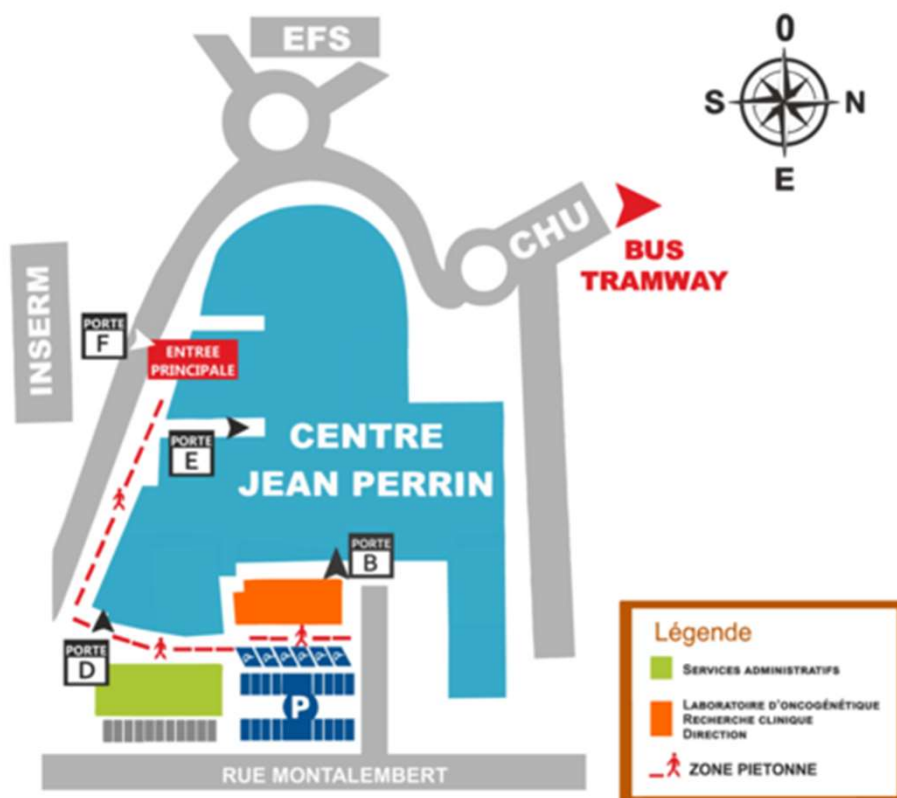 EFS
O
S
N
E
CHU
BUS
TRAMWAY
INSERM
PORTE
F
ENTREE
PRINCIPALE
PORTE
E
CENTRE
JEAN PERRIN
PORTE
B
PORTE
D
P P P P P P
P
RUE MONTALEMBERT
Légende
SERVICES ADMINISTRATIFS
LABORATOIRE D'ONCOGÉNÉTIQUE
RECHERCHE CLINIQUE
DIRECTION
ZONE PIETONNE